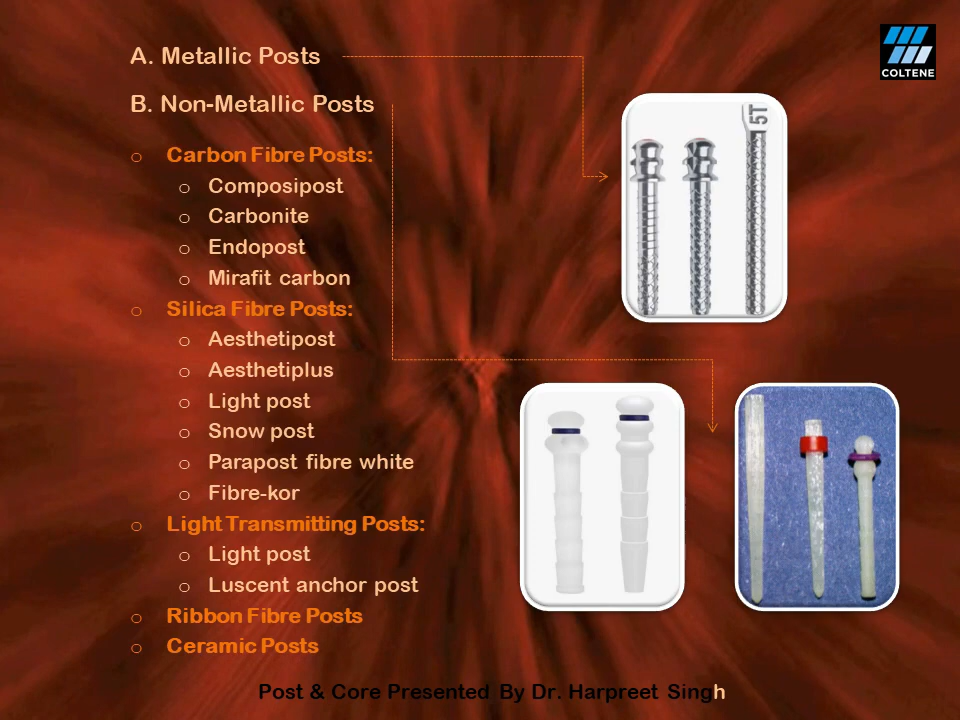 A. Metallic Posts
COLTENE
B. Non-Metallic Posts
5T
o Carbon Fibre Posts:
o Composipost
o Carbonite
o Endopost
o Mirafit carbon
o Silica Fibre Posts:
o Aesthetipost
o Aesthetiplus
o Light post
o Snow post
o Parapost fibre white
o Fibre-kor
o Light Transmitting Posts:
o Light post
o Luscent anchor post
o Ribbon Fibre Posts
o Ceramic Posts
Post & Core Presented By Dr. Harpreet Singh